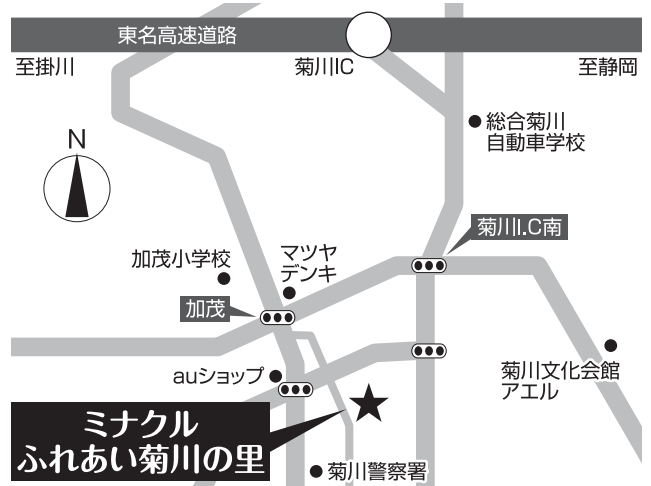 東名高速道路
至掛川
菊川IC
至静岡
総合菊川
自動車学校
N
菊川I.C南
加茂小学校
マツヤ
デンキ
加茂
auショップ
菊川文化会館
アエル
ミナクル
ふれあい菊川の里
菊川警察署